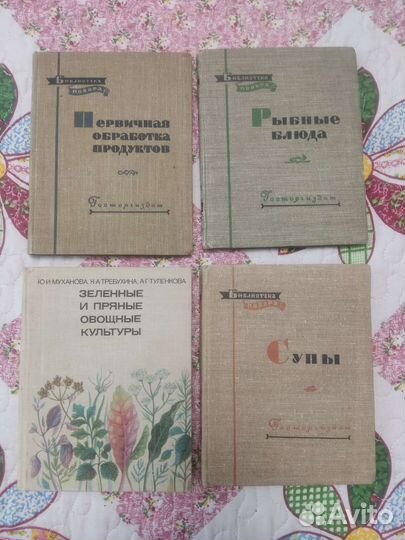 Библиотека
повара
Первичная
обработка
продуктов
Госторгиздат
Библиотека
повара
Рыбные
блюда
Госторгиздат
Ю.И.МУХАНОВА, К.А.ТРЕБУХИНА, А.Г.ТУЛЕНКОВА
ЗЕЛЕННЫЕ
И ПРЯНЫЕ
ОВОЩНЫЕ
КУЛЬТУРЫ
Библиотека
повара
Супы
Госторгиздат
Avito